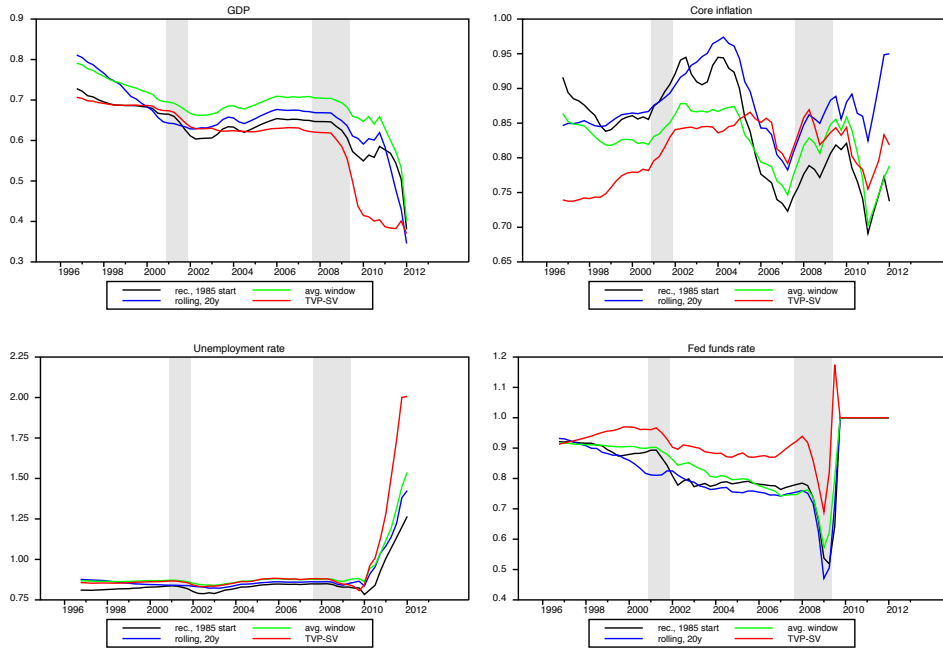 GDP
0.9
0.8
0.7
0.6
0.5
0.4
0.3
1996 1998 2000 2002 2004 2006 2008 2010 2012
rec., 1985 start avg. window
rolling, 20y TVP-SV
Core inflation
1.00
0.95
0.90
0.85
0.80
0.75
0.70
0.65
1996 1998 2000 2002 2004 2006 2008 2010 2012
rec., 1985 start avg. window
rolling, 20y TVP-SV
Unemployment rate
2.25
2.00
1.75
1.50
1.25
1.00
0.75
1996 1998 2000 2002 2004 2006 2008 2010 2012
rec., 1985 start avg. window
rolling, 20y TVP-SV
Fed funds rate
1.2
1.1
1.0
0.9
0.8
0.7
0.6
0.5
0.4
1996 1998 2000 2002 2004 2006 2008 2010 2012
rec., 1985 start avg. window
rolling, 20y TVP-SV